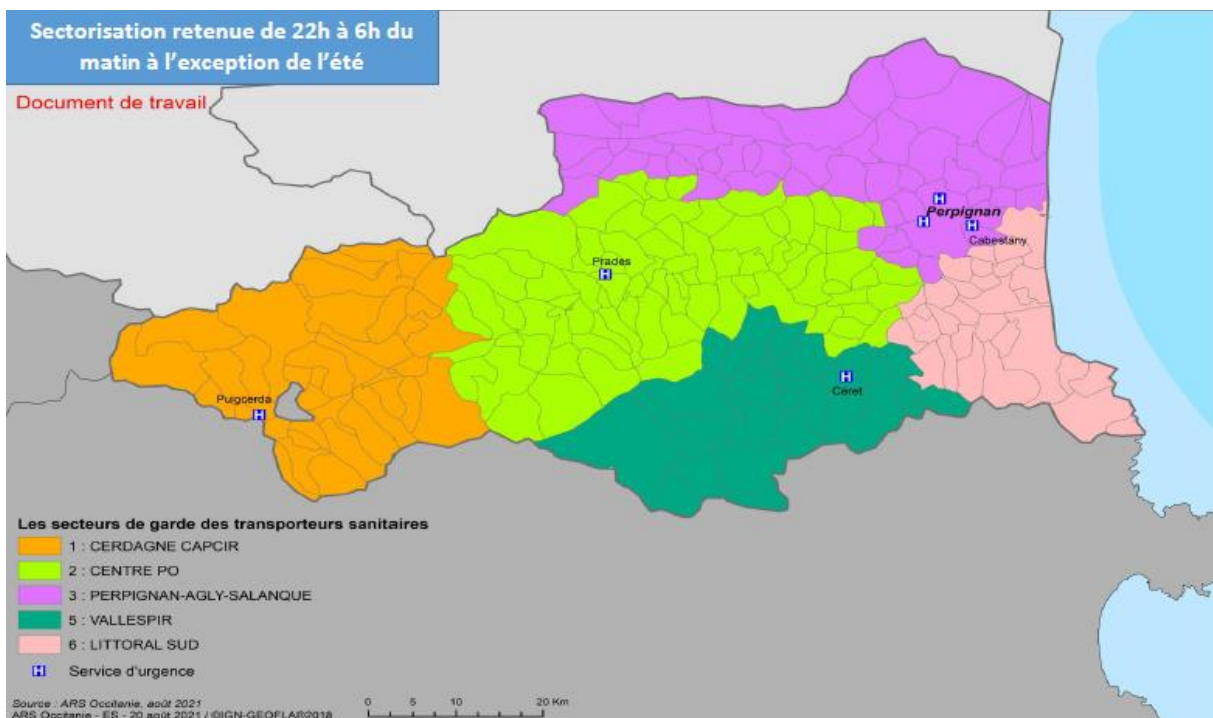 Sectorisation retenue de 22h à 6h du
matin à l'exception de l'été
Document de travail
Perpignan
Cabestany
Prades
Céret
Puigcerda
Les secteurs de garde des transporteurs sanitaires
1 : CERDAGNE CAPCIR
2 : CENTRE PO
3 : PERPIGNAN-AGLY-SALANQUE
5 : VALLESPIR
6 : LITTORAL SUD
H Service d'urgence
Source : ARS Occitanie, août 2021
ARS Occitanie - ES - 20 août 2021 / ©IGN-GEOFLA®2018
0 5 10 20 Km